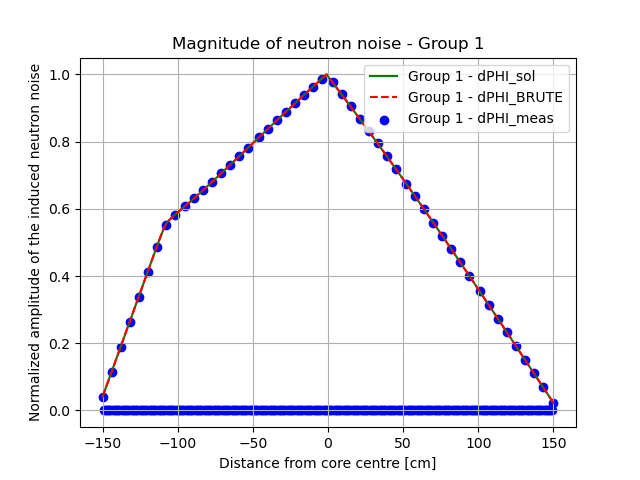 Magnitude of neutron noise - Group 1
Normalized amplitude of the induced neutron noise
1.0
0.8
0.6
0.4
0.2
0.0
Group 1 - dPHI_sol
Group 1 - dPHI_BRUTE
Group 1 - dPHI_meas
−150 −100 −50 0 50 100 150
Distance from core centre [cm]